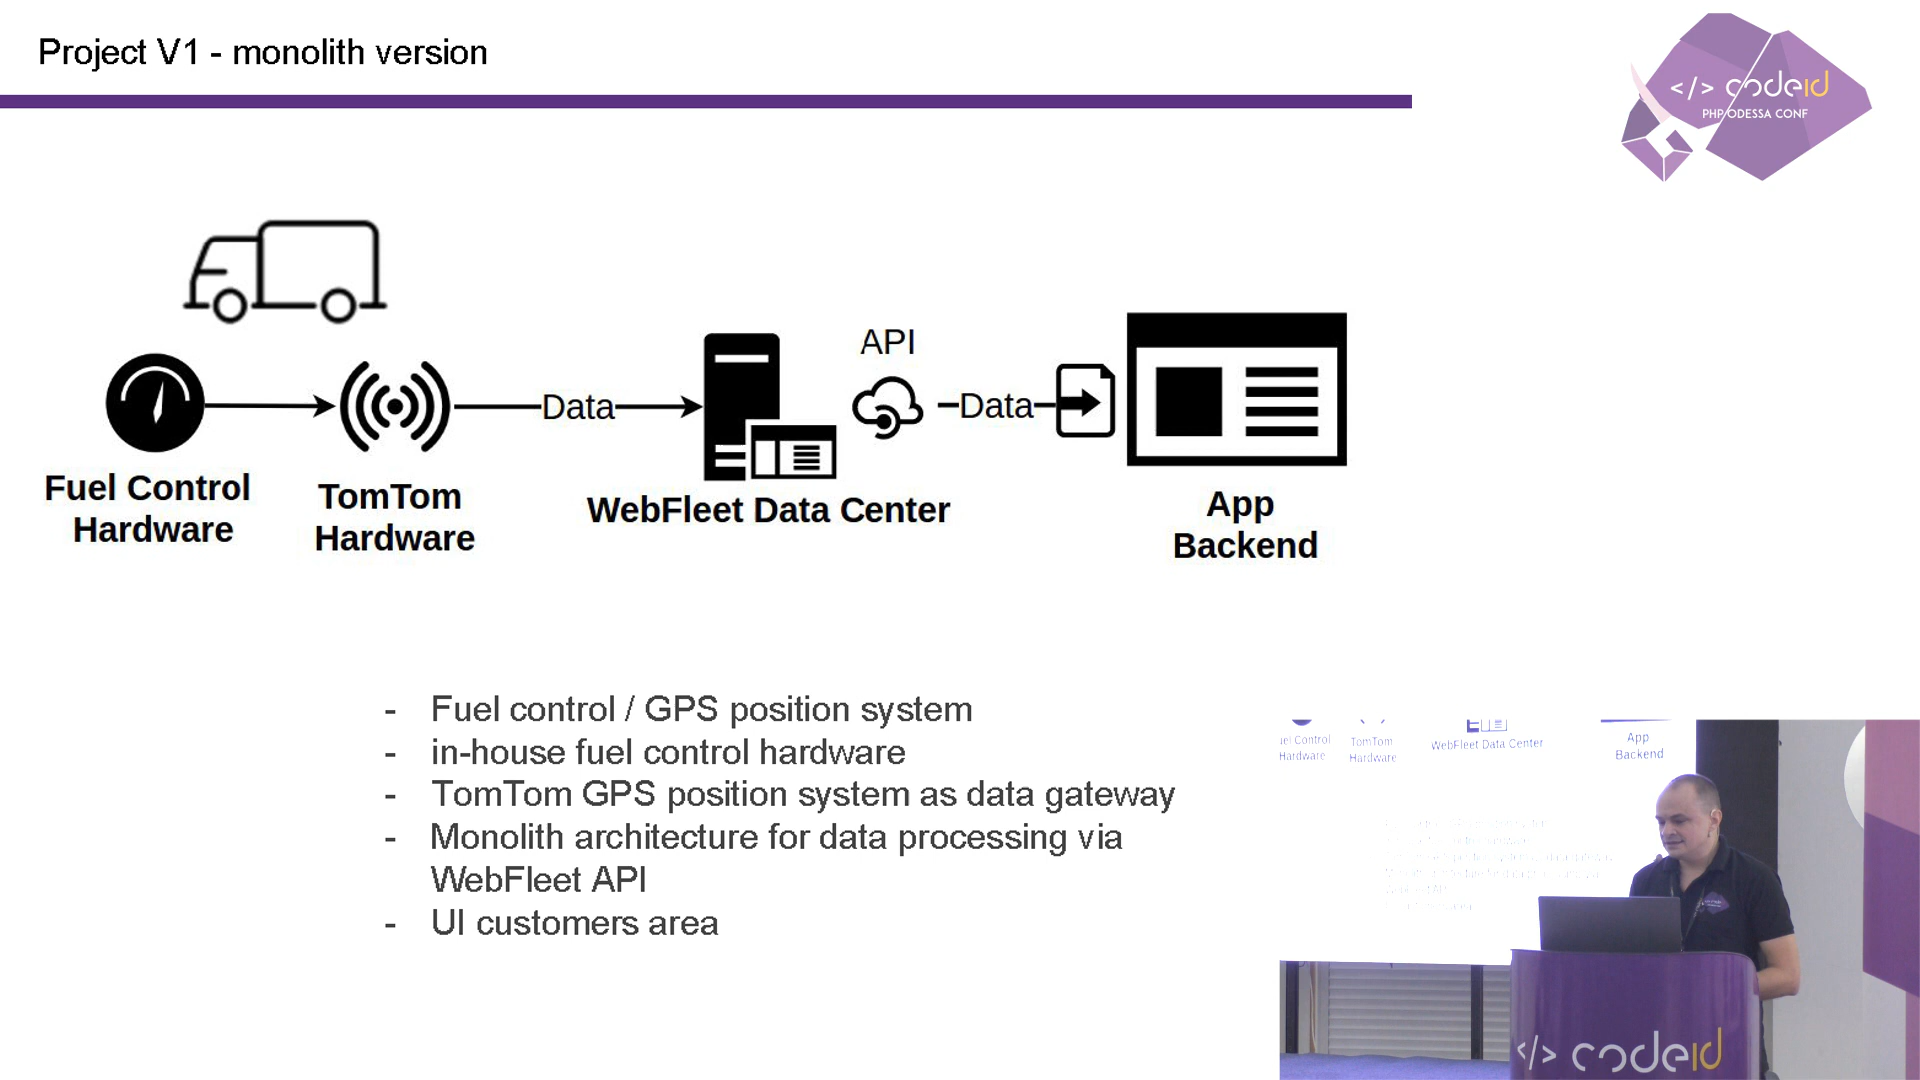 Project V1 - monolith version
</> codeid
PHP ODESSA CONF
API
Data
Data
Fuel Control
Hardware
TomTom
Hardware
WebFleet Data Center
App
Backend
- Fuel control / GPS position system
- in-house fuel control hardware
- TomTom GPS position system as data gateway
- Monolith architecture for data processing via
WebFleet API
- UI customers area
uel Control
Hardware
TomTom
Hardware
WebFleet Data Center
App
Backend
</> codeid